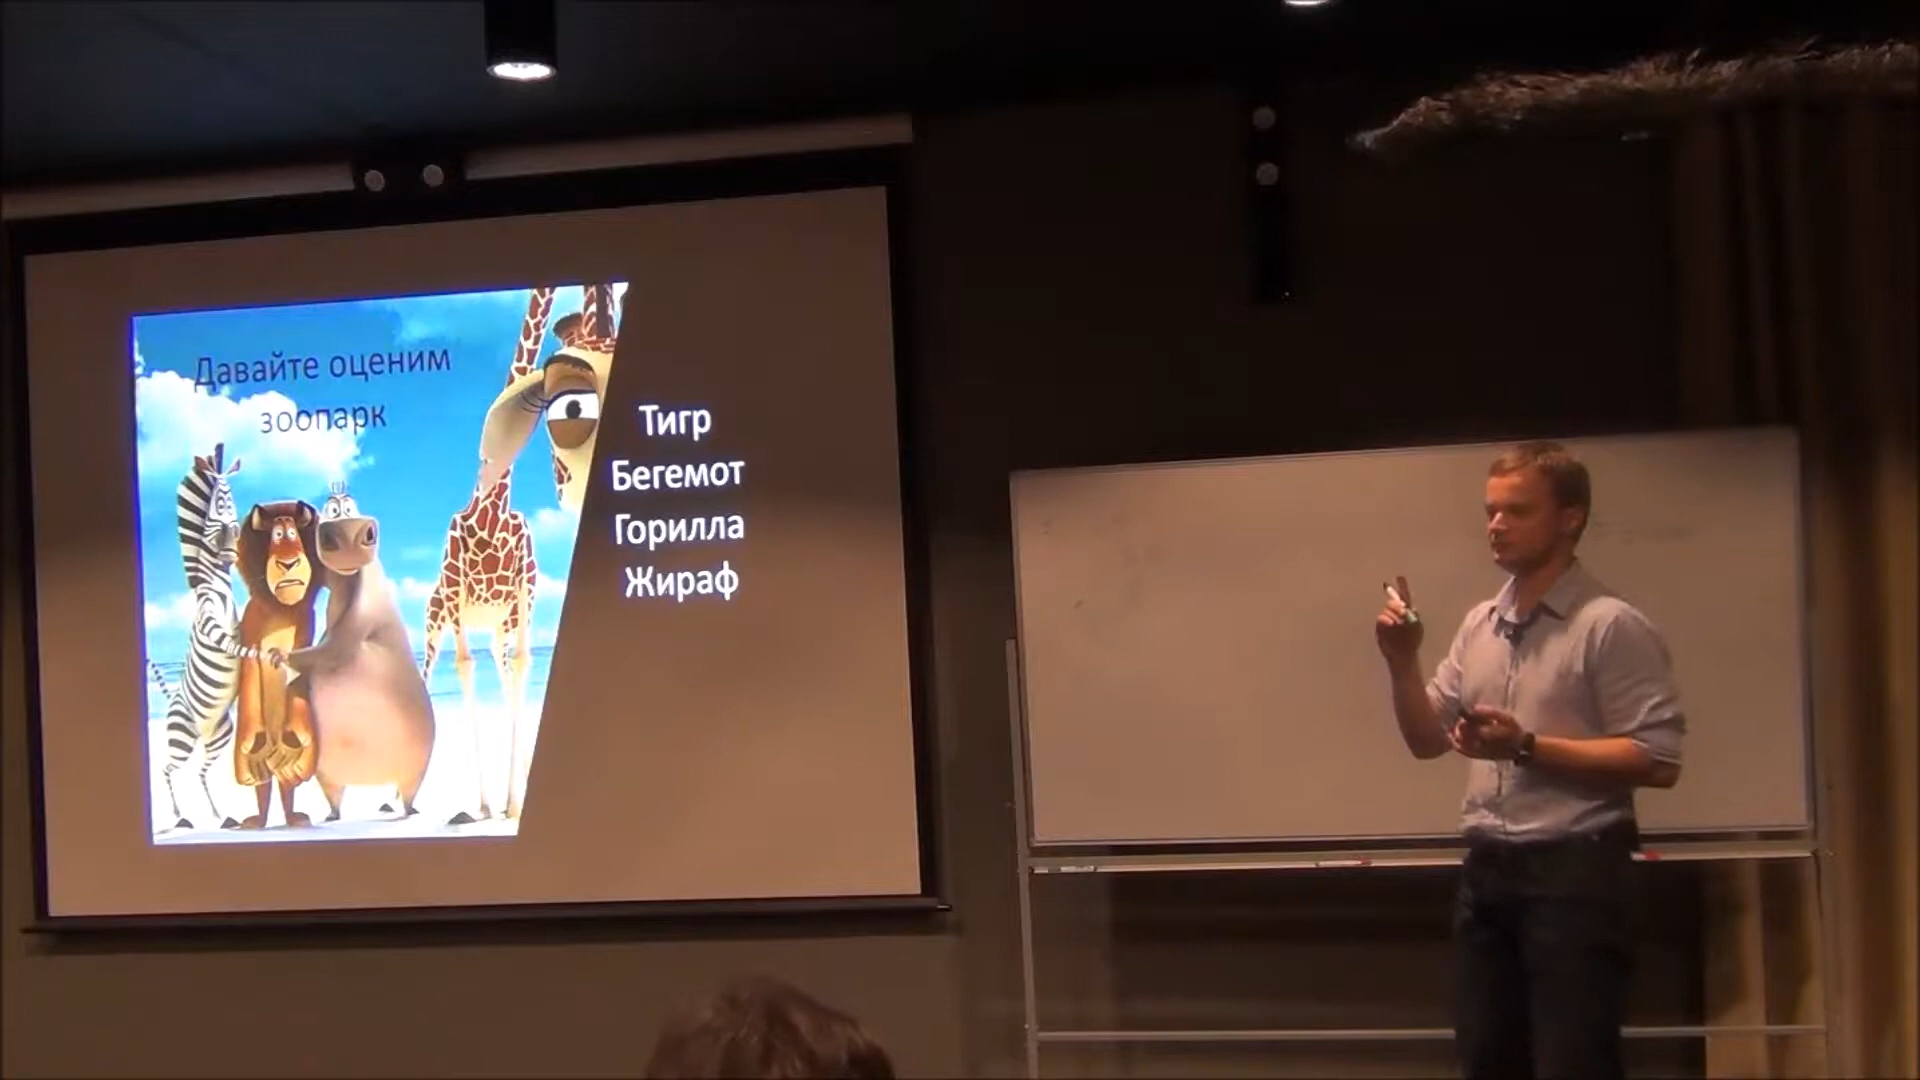 Давайте оценим
зоопарк
Тигр
Бегемот
Горилла
Жираф